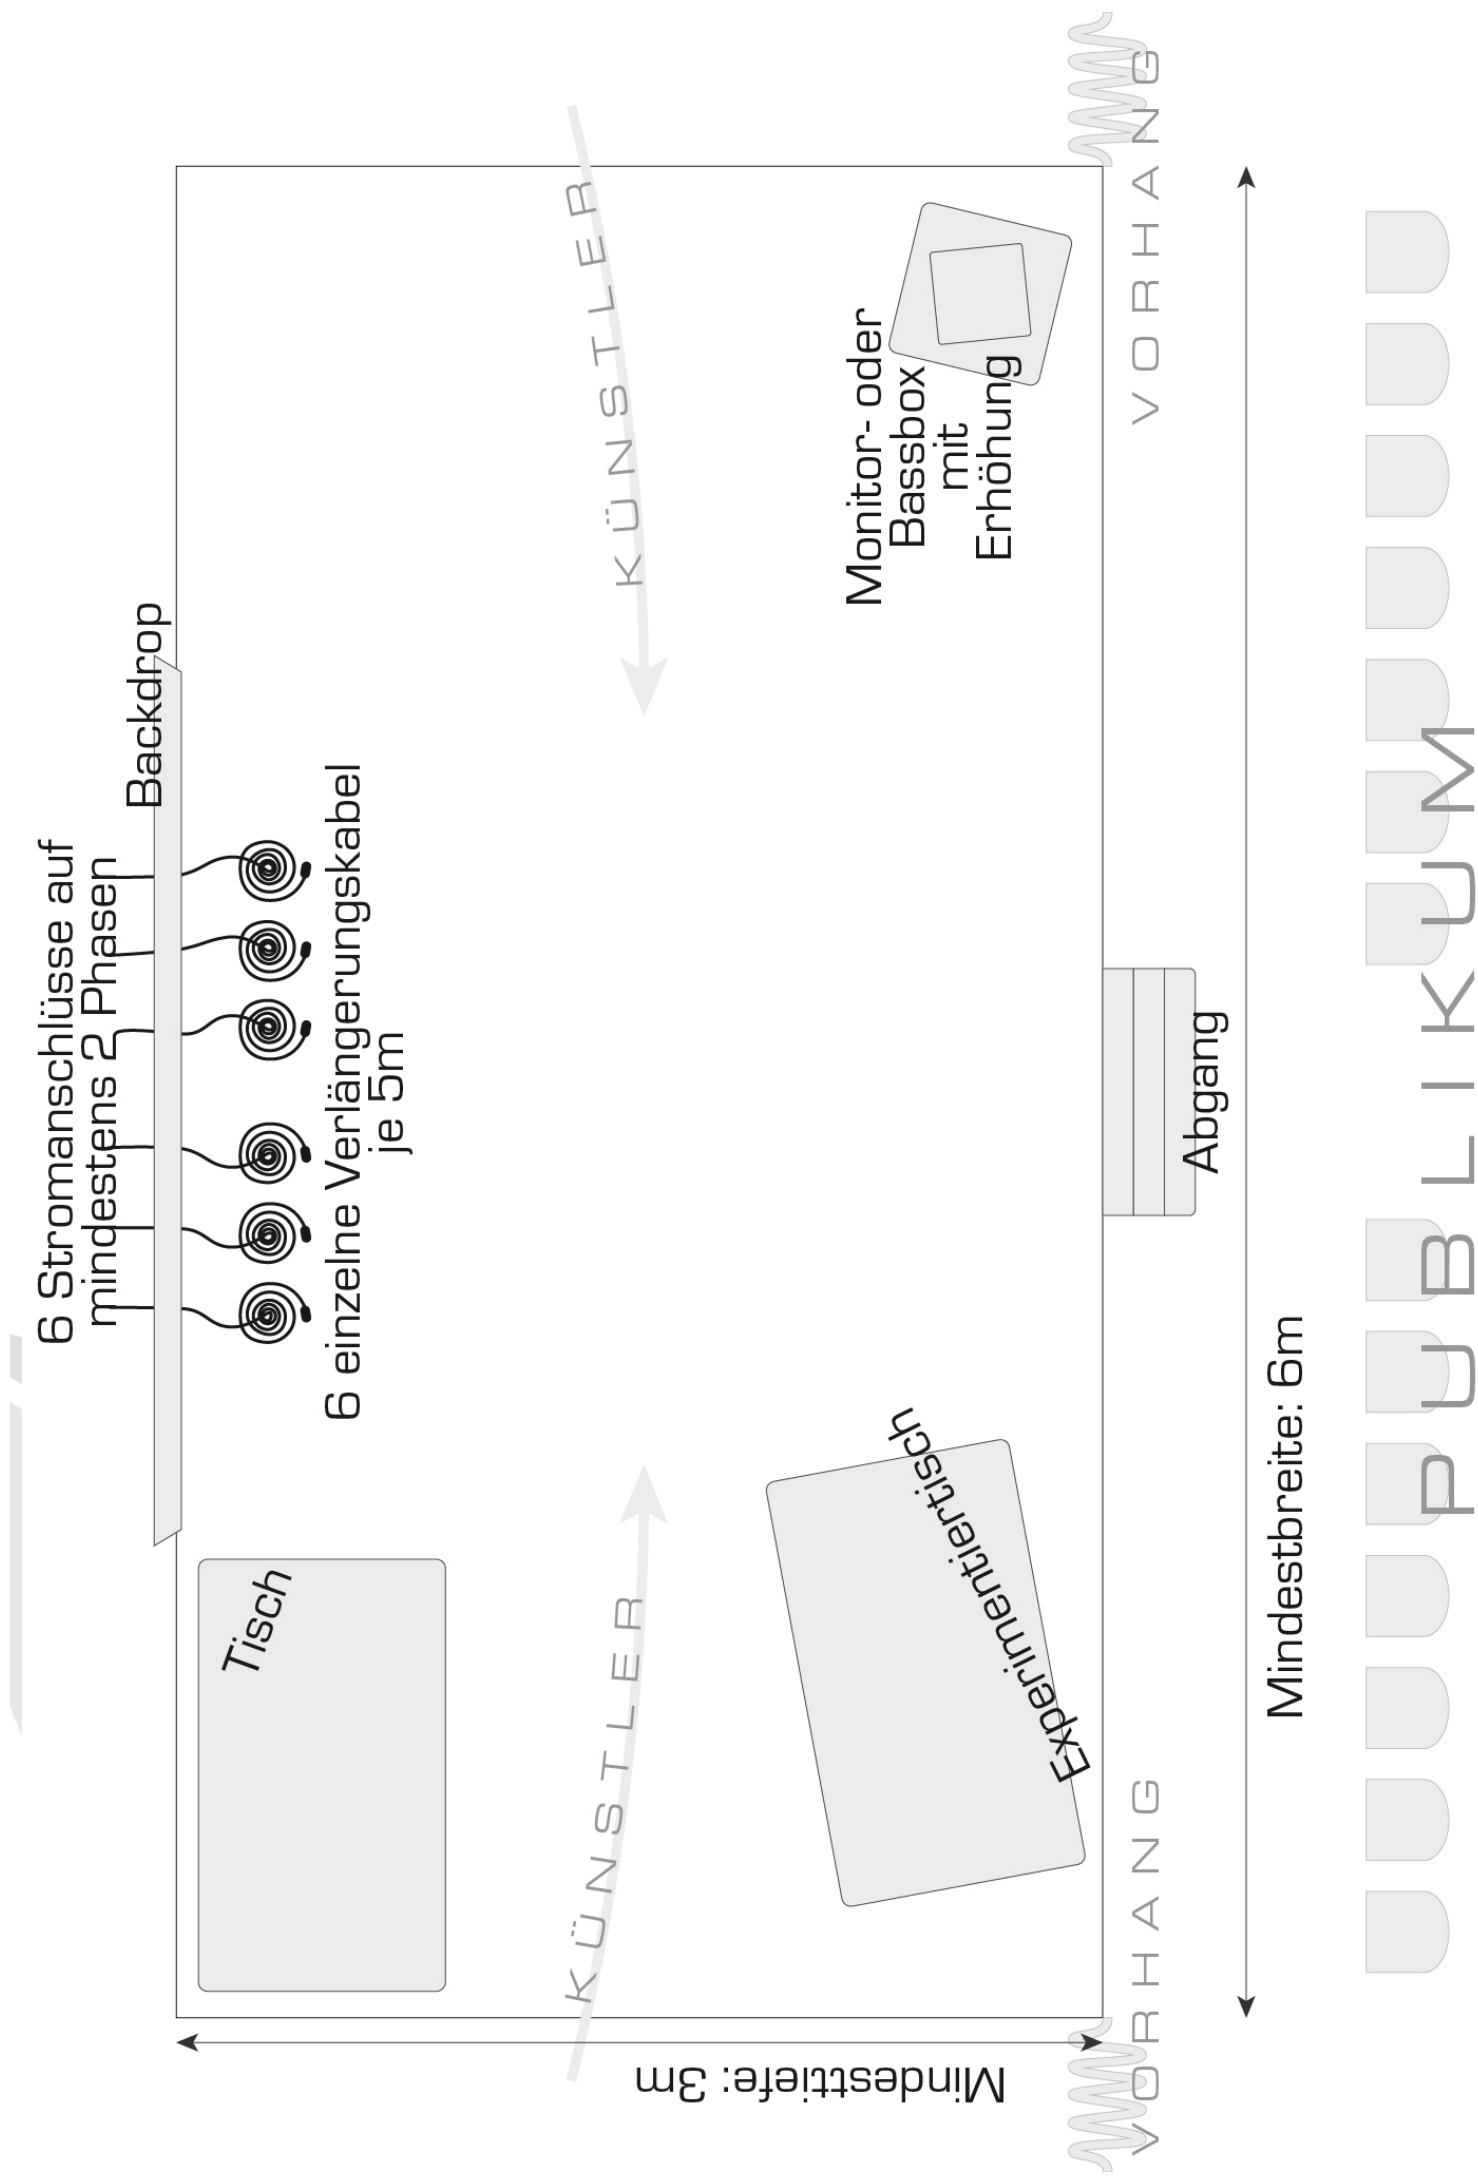 6 Stromanschlüsse auf
mindestens 2 Phasen
Backdrop
6 einzelne Verlängerungskabel
je 5m
Tisch
KÜNSTLER
KÜNSTLER
Monitor- oder
Bassbox
mit
Erhöhung
Experimentiertisch
Mindesttiefe: 3m
VORHANG
VORHANG
Abgang
Mindestbreite: 6m
PUBLIKUM